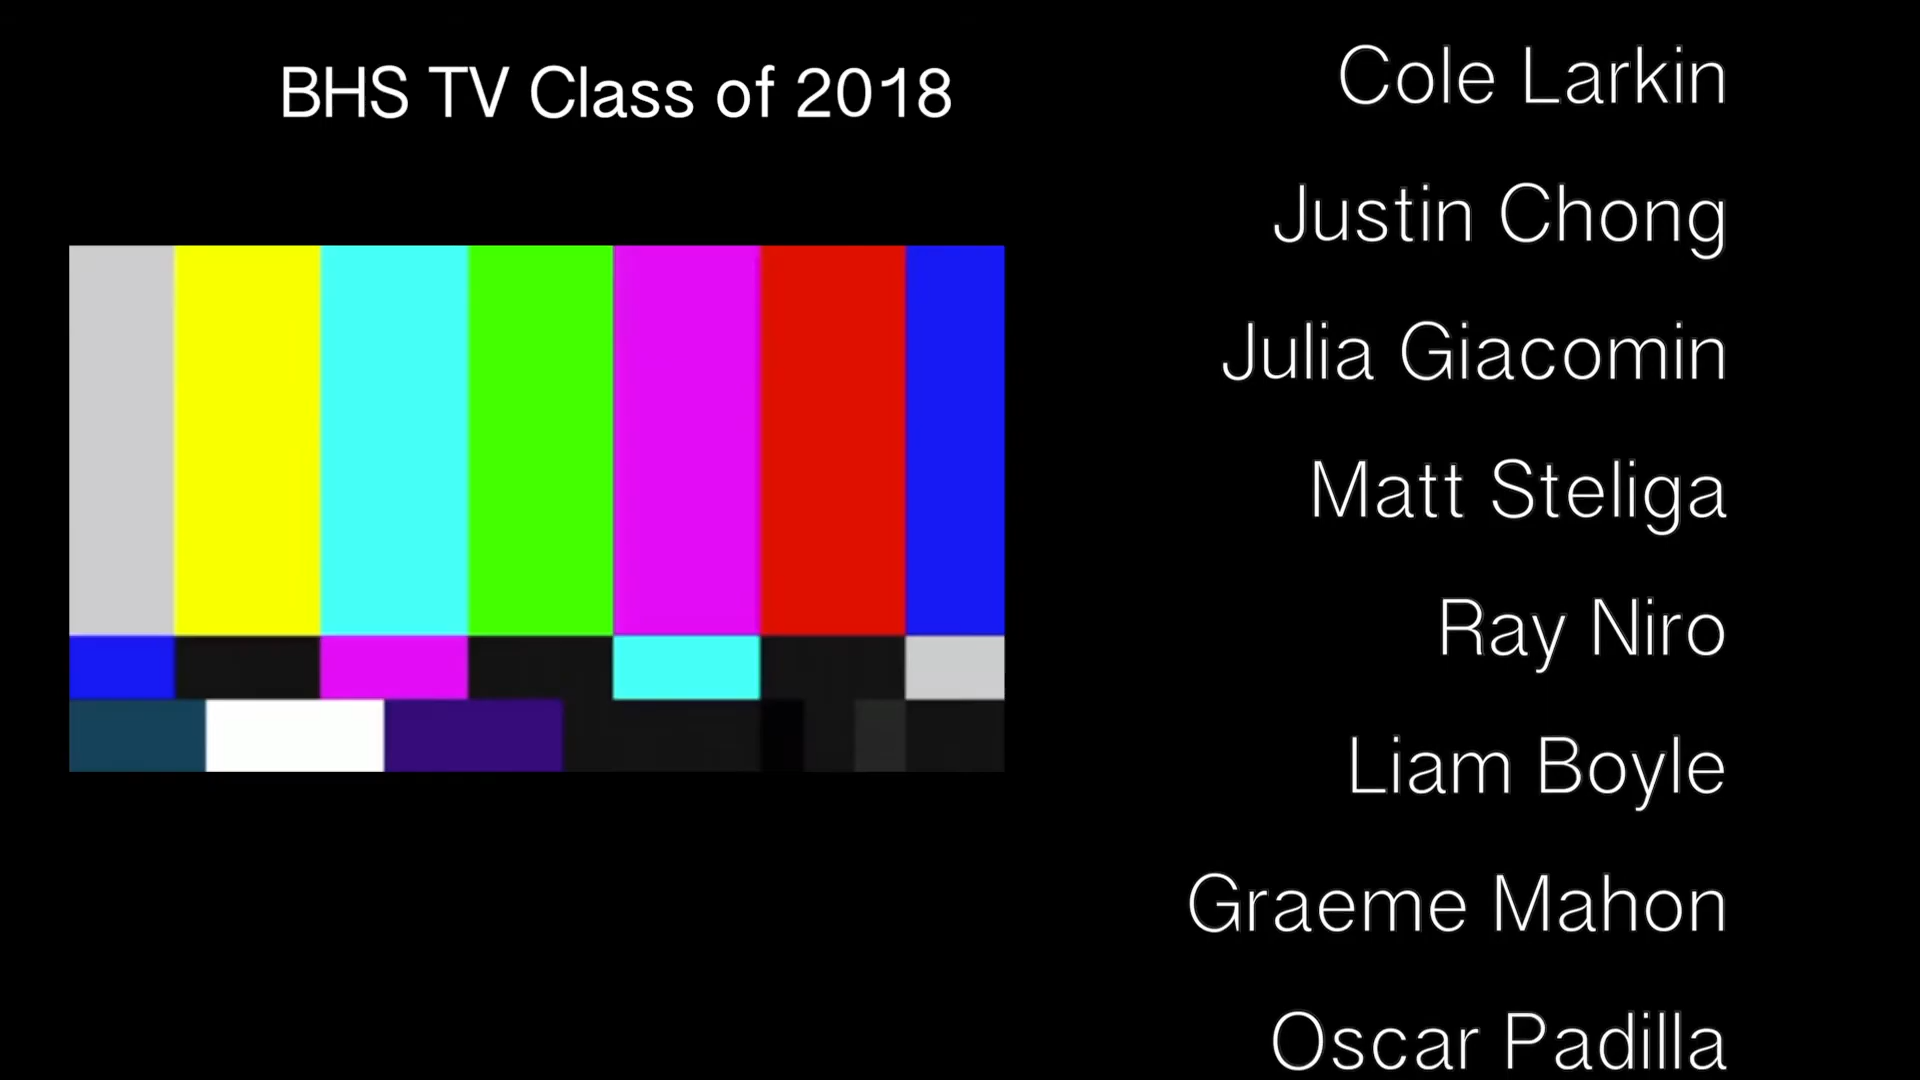 BHS TV Class of 2018
Cole Larkin
Justin Chong
Julia Giacomin
Matt Steliga
Ray Niro
Liam Boyle
Graeme Mahon
Oscar Padilla